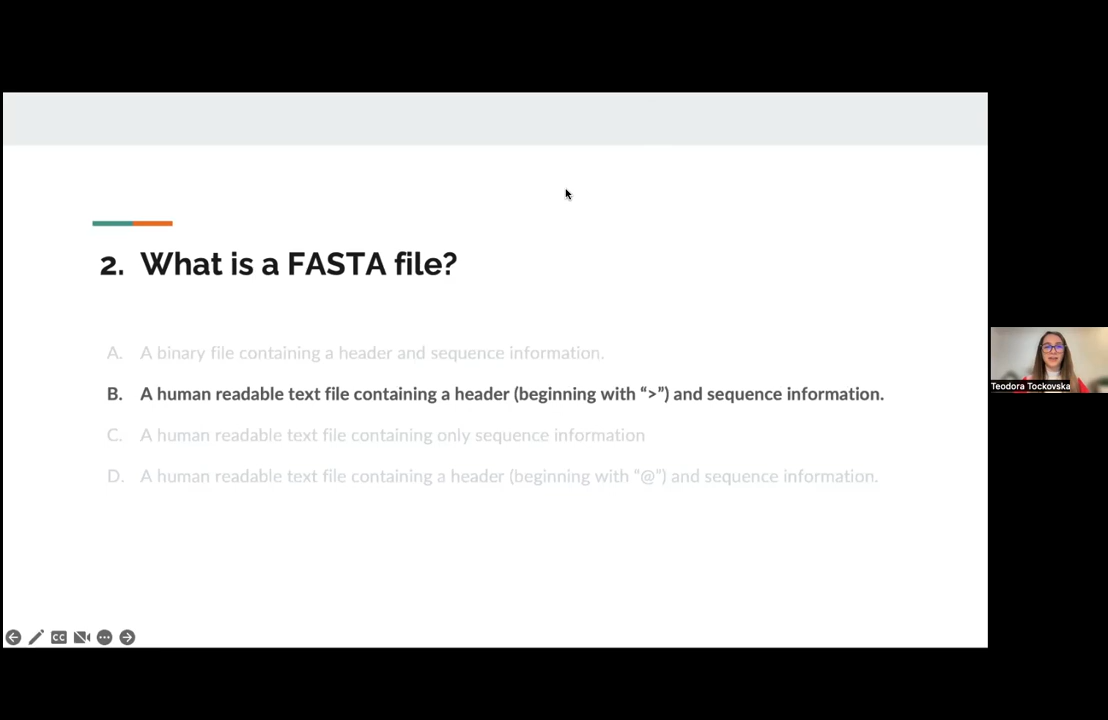 2. What is a FASTA file?
A. A binary file containing a header and sequence information.
B. A human readable text file containing a header (beginning with “>”) and sequence information.
C. A human readable text file containing only sequence information
D. A human readable text file containing a header (beginning with “@”) and sequence information.
Teodora Tockovska
CC